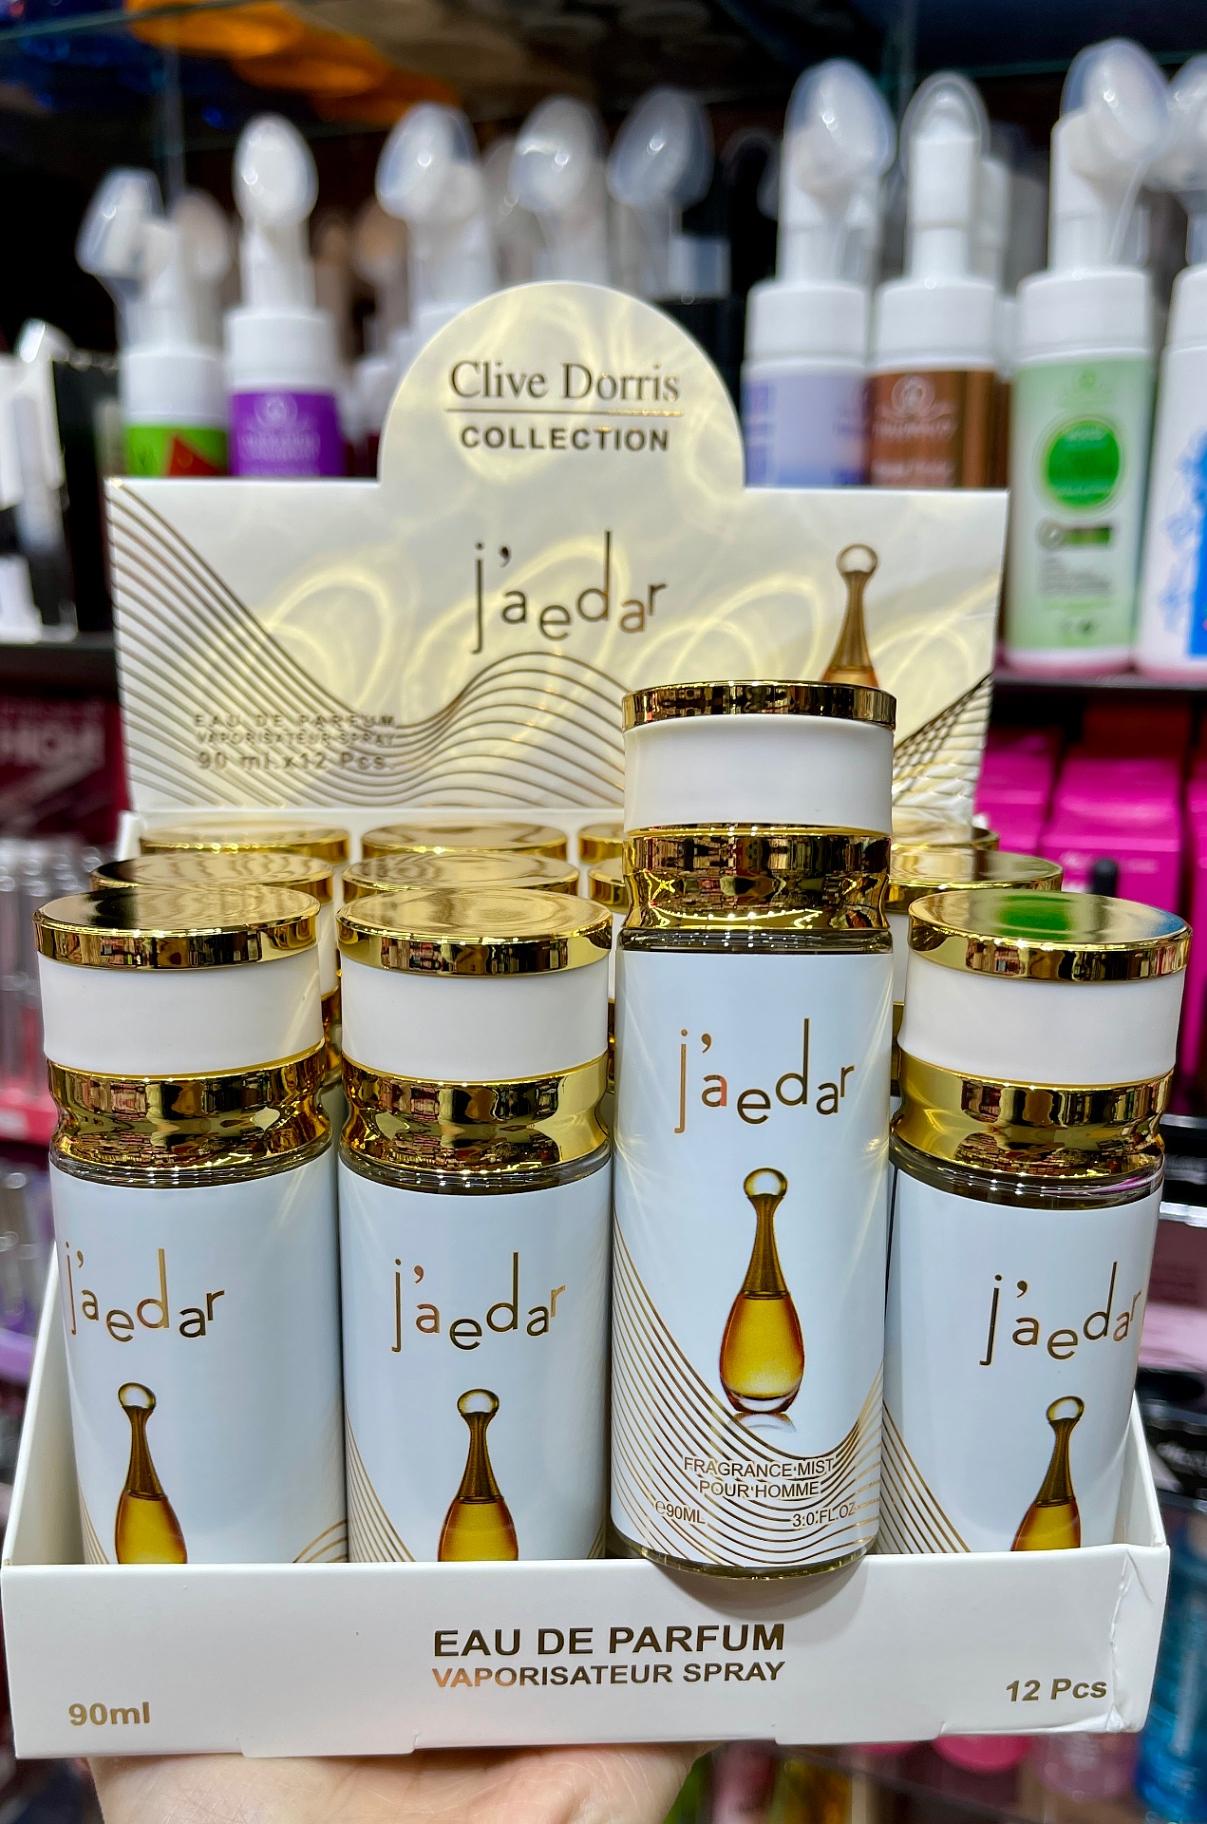 Clive Dorris
COLLECTION
j'aedar
EAU DE PARFUM
VAPORISATEUR SPRAY
90 ml x12 Pcs.
j'aedar
FRAGRANCE MIST
POUR HOMME
℮90ML 3.0.FL.OZ
j'aedar
j'aedar
j'aedar
EAU DE PARFUM
VAPORISATEUR SPRAY
90ml
12 Pcs